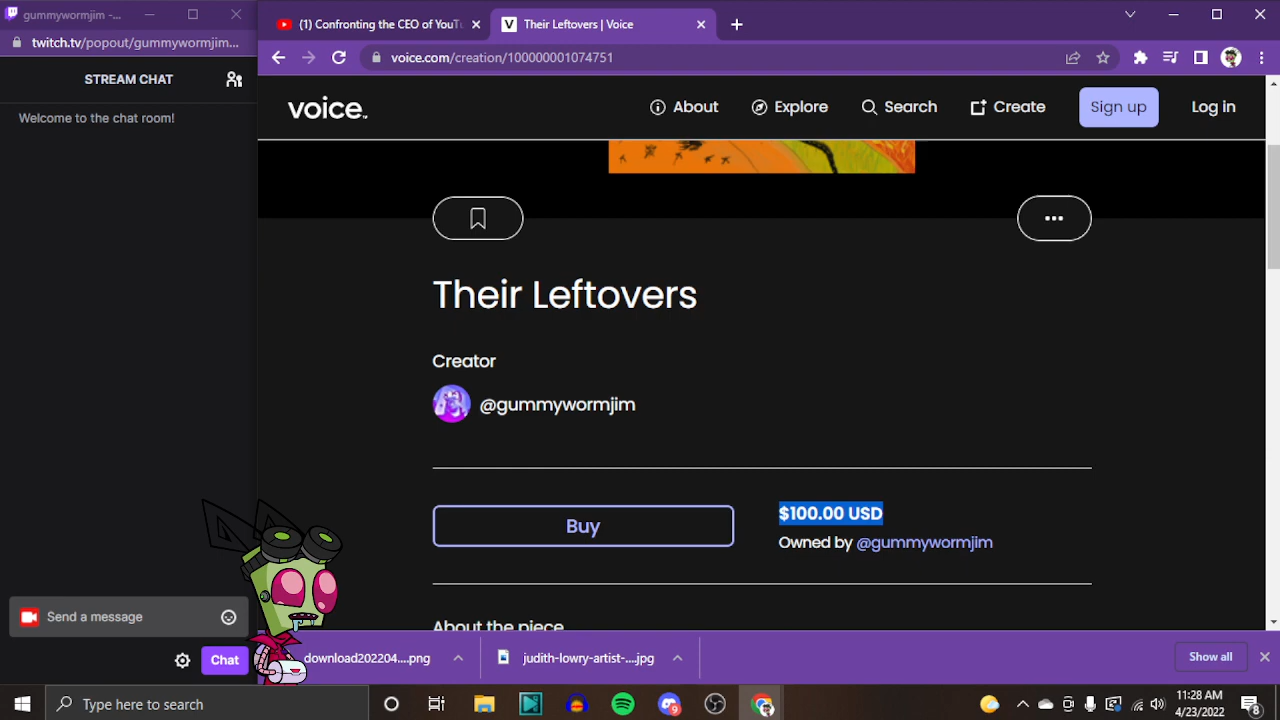 gummywormjim -...
twitch.tv/popout/gummywormjim...
STREAM CHAT
Welcome to the chat room!
Send a message
Chat
(1) Confronting the CEO of YouTu
V Their Leftovers | Voice
voice.com/creation/100000001074751
voice.
About
Explore
Search
Create
Sign up
Log in
Their Leftovers
Creator
@gummywormjim
Buy
$100.00 USD
Owned by @gummywormjim
About the piece
download202204....png
judith-lowry-artist-....jpg
Show all
Type here to search
9
11:28 AM
4/23/2022
8